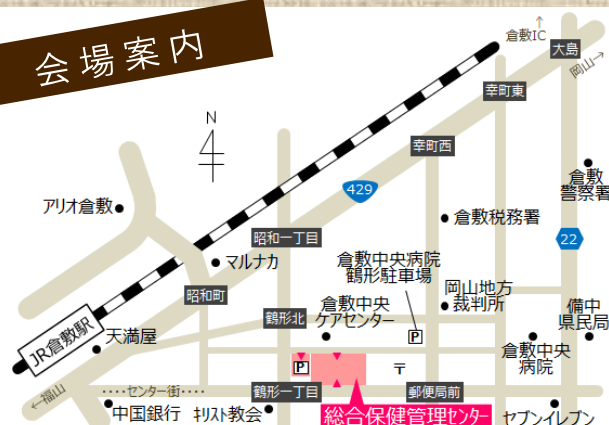 会場案内
↑
倉敷IC
大島
岡山→
幸町東
N
幸町西
429
倉敷
警察署
アリオ倉敷
倉敷税務署
22
昭和一丁目
マルナカ
倉敷中央病院
鶴形駐車場
昭和町
岡山地方
裁判所
倉敷中央
ケアセンター
備中
県民局
鶴形北
JR倉敷駅
天満屋
P
倉敷中央
病院
P
〒
←福山
····センター街····
鶴形一丁目
郵便局前
中国銀行
キリスト教会
総合保健管理センター
セブンイレブン